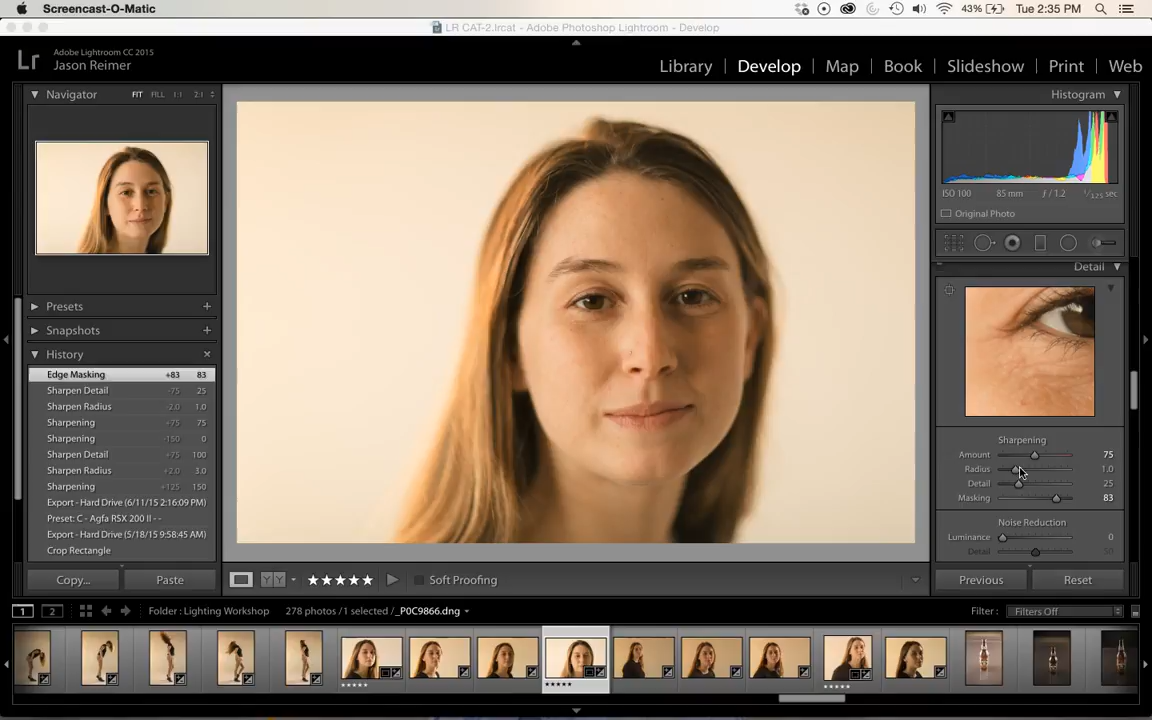 Screencast-O-Matic 43% Tue 2:35 PM
LR CAT-2.lrcat - Adobe Photoshop Lightroom - Develop
Lr Adobe Lightroom CC 2015
Jason Reimer
Library | Develop | Map | Book | Slideshow | Print | Web
Navigator FIT FILL 1:1 2:1
Histogram
ISO 100 85 mm ƒ / 1.2 1/125 sec
Original Photo
Detail
Presets +
Snapshots +
History ×
Edge Masking +83 83
Sharpen Detail -75 25
Sharpen Radius -2.0 1.0
Sharpening +75 75
Sharpening -150 0
Sharpen Detail +75 100
Sharpen Radius +2.0 3.0
Sharpening +125 150
Export - Hard Drive (6/11/15 2:16:09 PM)
Preset: C - Agfa RSX 200 II - -
Export - Hard Drive (5/18/15 9:58:45 AM)
Crop Rectangle
Sharpening
Amount 75
Radius 1.0
Detail 25
Masking 83
Noise Reduction
Luminance 0
Detail 50
Copy... Paste
YY ★★★★★ Soft Proofing
Previous Reset
1 2 Folder : Lighting Workshop 278 photos /1 selected /_P0C9866.dng Filter : Filters Off